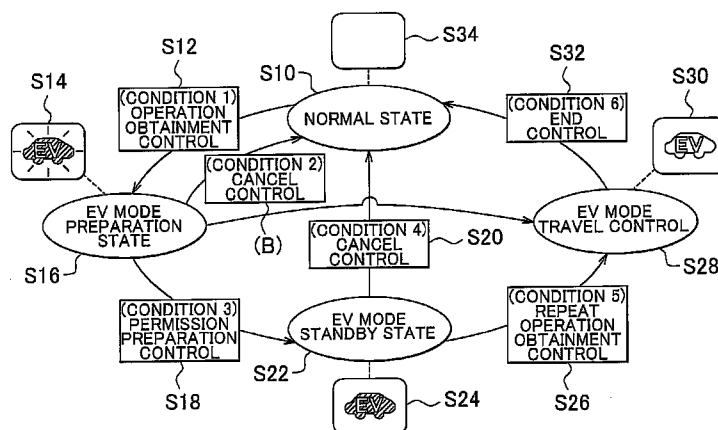 S12
S34
S32
S14
S10
S30
(CONDITION 1)
OPERATION
OBTAINMENT
CONTROL
NORMAL STATE
(CONDITION 6)
END
CONTROL
EV
(CONDITION 2)
CANCEL
CONTROL
EV
EV MODE
PREPARATION
STATE
(B)
(CONDITION 4)
CANCEL
CONTROL
S20
EV MODE
TRAVEL CONTROL
S16
S28
(CONDITION 3)
PERMISSION
PREPARATION
CONTROL
EV MODE
STANDBY STATE
(CONDITION 5)
REPEAT
OPERATION
OBTAINMENT
CONTROL
S22
S18
EV
S24
S26